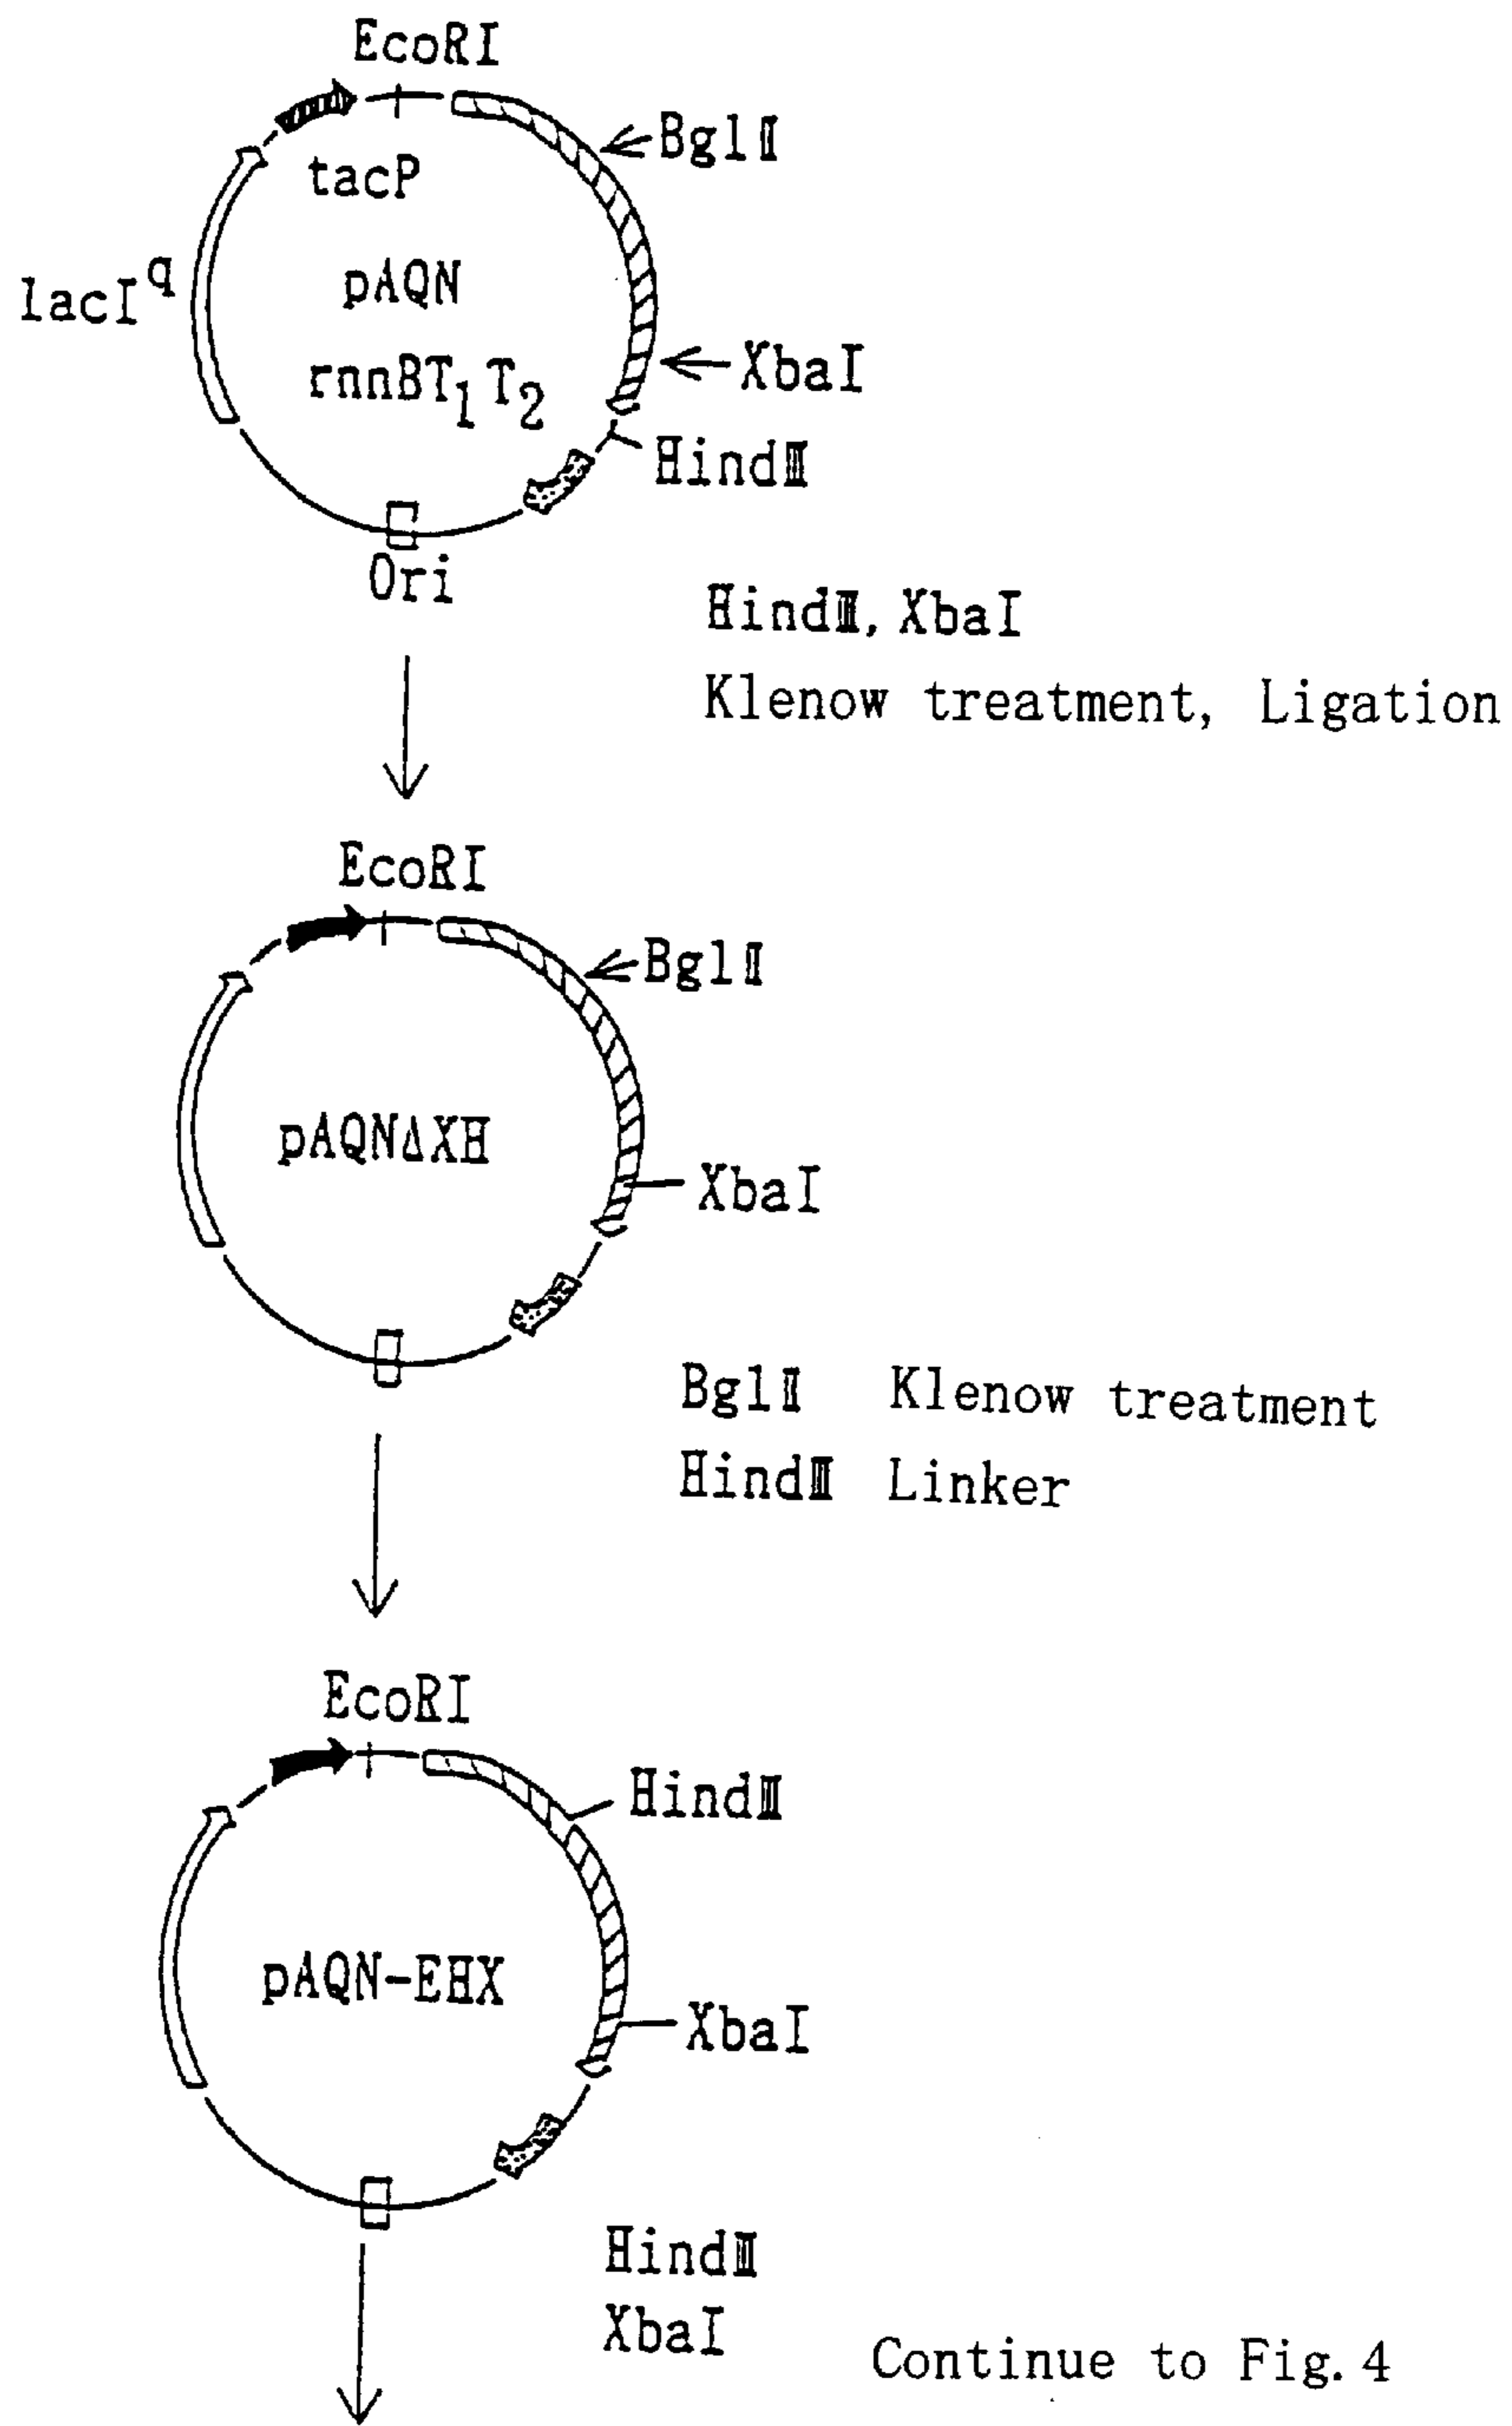 EcoRI
BglⅡ
tacP
lacI^q
pAQN
rnnBT₁T₂
XbaI
HindⅢ
Ori
HindⅢ, XbaI
Klenow treatment, Ligation
EcoRI
BglⅡ
pAQNΔXH
XbaI
BglⅡ Klenow treatment
HindⅢ Linker
EcoRI
HindⅢ
pAQN-EHX
XbaI
HindⅢ
XbaI
Continue to Fig. 4